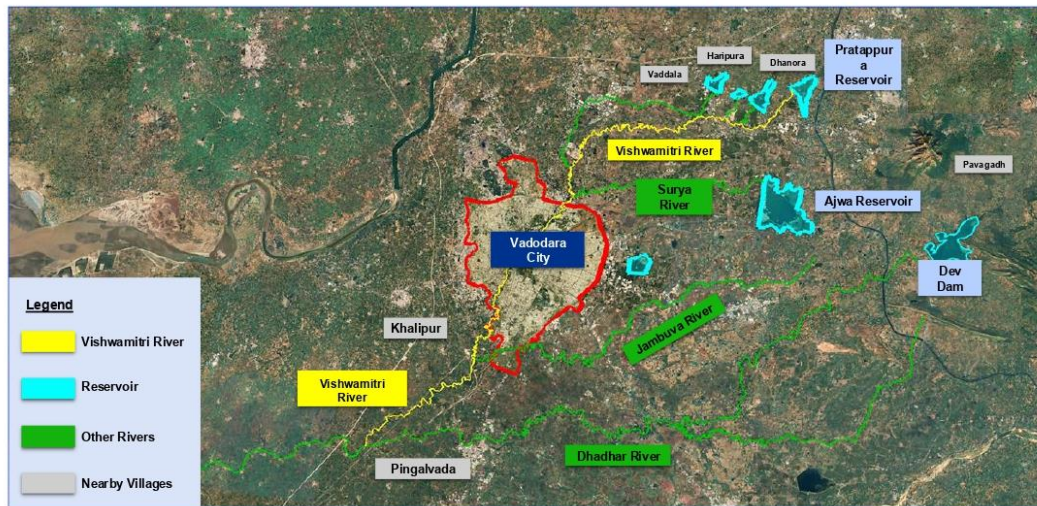 Haripura
Dhanora
Vaddala
Pratappur
a
Reservoir
Vishwamitri River
Pavagadh
Surya
River
Ajwa Reservoir
Vadodara
City
Dev
Dam
Legend
Vishwamitri River
Reservoir
Other Rivers
Nearby Villages
Khalipur
Jambuva River
Vishwamitri
River
Pingalvada
Dhadhar River